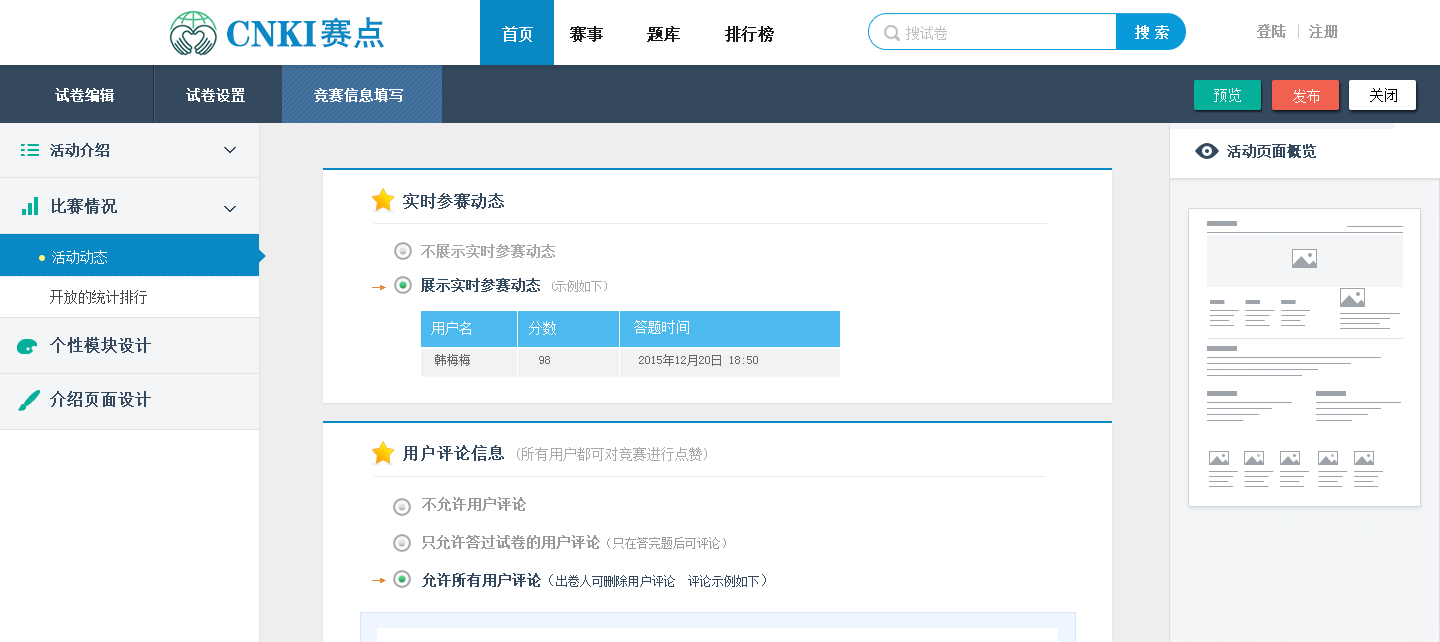 CNKI赛点
首页 赛事 题库 排行榜
搜试卷 搜 索
登陆 注册
试卷编辑 试卷设置 竞赛信息填写
预览 发布 关闭
活动介绍
比赛情况
活动动态
开放的统计排行
个性模块设计
介绍页面设计
实时参赛动态
不展示实时参赛动态
展示实时参赛动态 (示例如下)
用户名 分数 答题时间
韩梅梅 98 2015年12月20日 18:50
用户评论信息 (所有用户都可对竞赛进行点赞)
不允许用户评论
只允许答过试卷的用户评论 (只在答完题后可评论)
允许所有用户评论 (出卷人可删除用户评论 评论示例如下)
活动页面概览